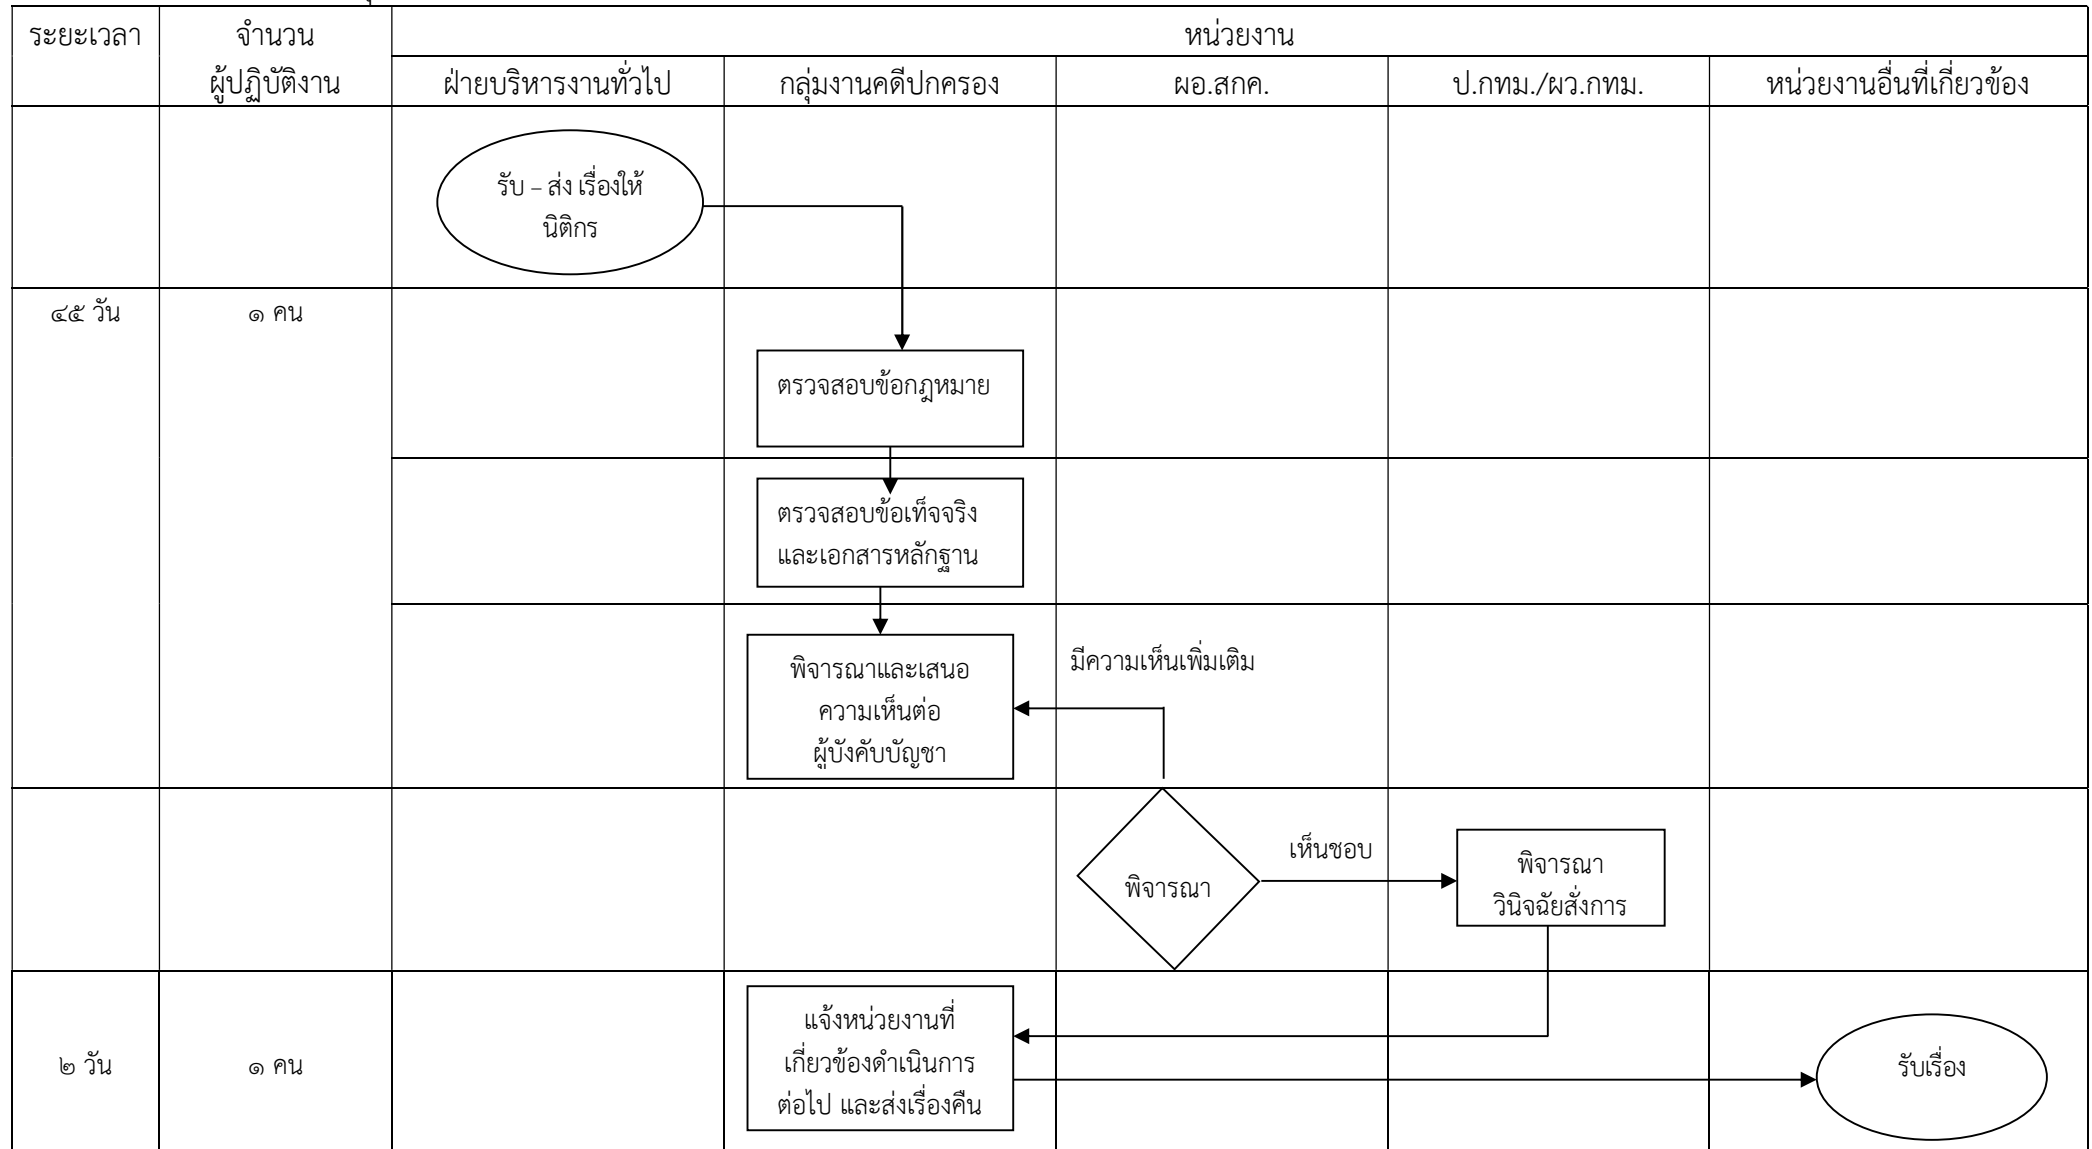 ระยะเวลา
จำนวน
ผู้ปฏิบัติงาน
หน่วยงาน
ฝ่ายบริหารงานทั่วไป
กลุ่มงานคดีปกครอง
ผอ.สกค.
ป.กทม./ผว.กทม.
หน่วยงานอื่นที่เกี่ยวข้อง
รับ – ส่ง เรื่องให้
นิติกร
๔๕ วัน
๑ คน
ตรวจสอบข้อกฎหมาย
ตรวจสอบข้อเท็จจริง
และเอกสารหลักฐาน
พิจารณาและเสนอ
ความเห็นต่อ
ผู้บังคับบัญชา
มีความเห็นเพิ่มเติม
พิจารณา
เห็นชอบ
พิจารณา
วินิจฉัยสั่งการ
๒ วัน
๑ คน
แจ้งหน่วยงานที่
เกี่ยวข้องดำเนินการ
ต่อไป และส่งเรื่องคืน
รับเรื่อง